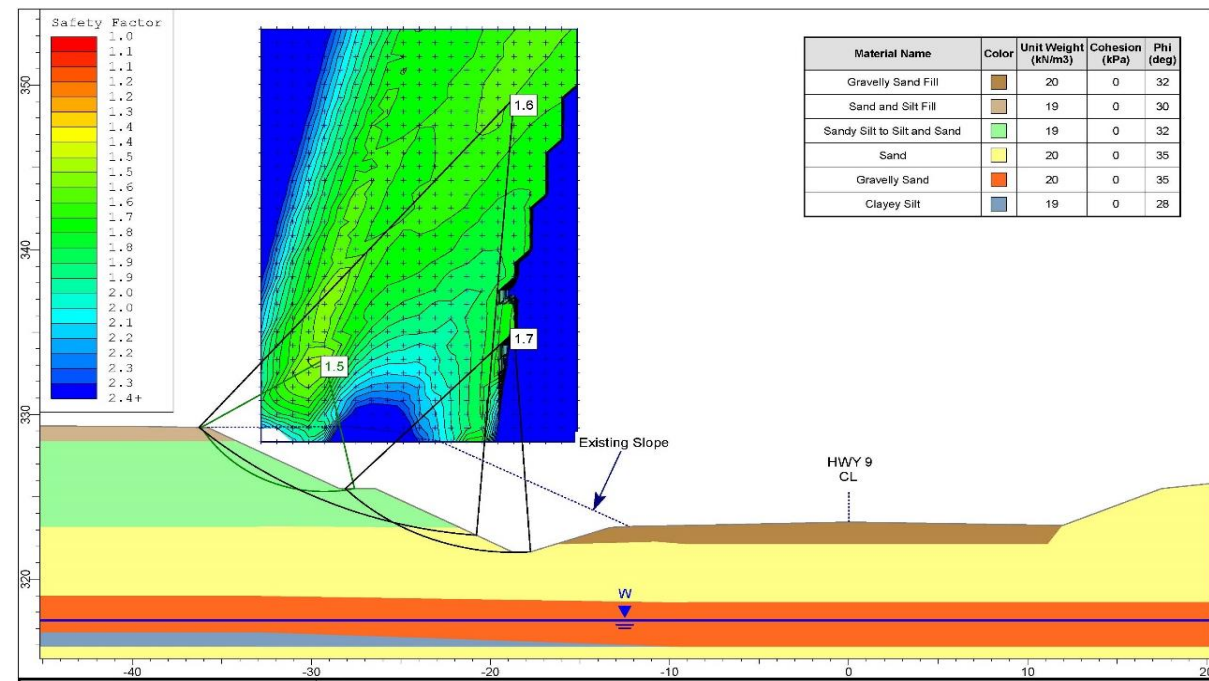 Safety Factor
1.0
1.1
1.1
1.2
1.2
1.3
1.4
1.4
1.5
1.6
1.6
1.7
1.8
1.8
1.9
1.9
2.0
2.0
2.1
2.2
2.2
2.3
2.3
2.4+
350
340
330
320
1.6
1.7
1.5
Material Name Color Unit Weight (kN/m3) Cohesion (kPa) Phi (deg)
Gravelly Sand Fill 20 0 32
Sand and Silt Fill 19 0 30
Sandy Silt to Silt and Sand 19 0 32
Sand 20 0 35
Gravelly Sand 20 0 35
Clayey Silt 19 0 28
Existing Slope
HWY 9
CL
W
-40 -30 -20 -10 0 10 20